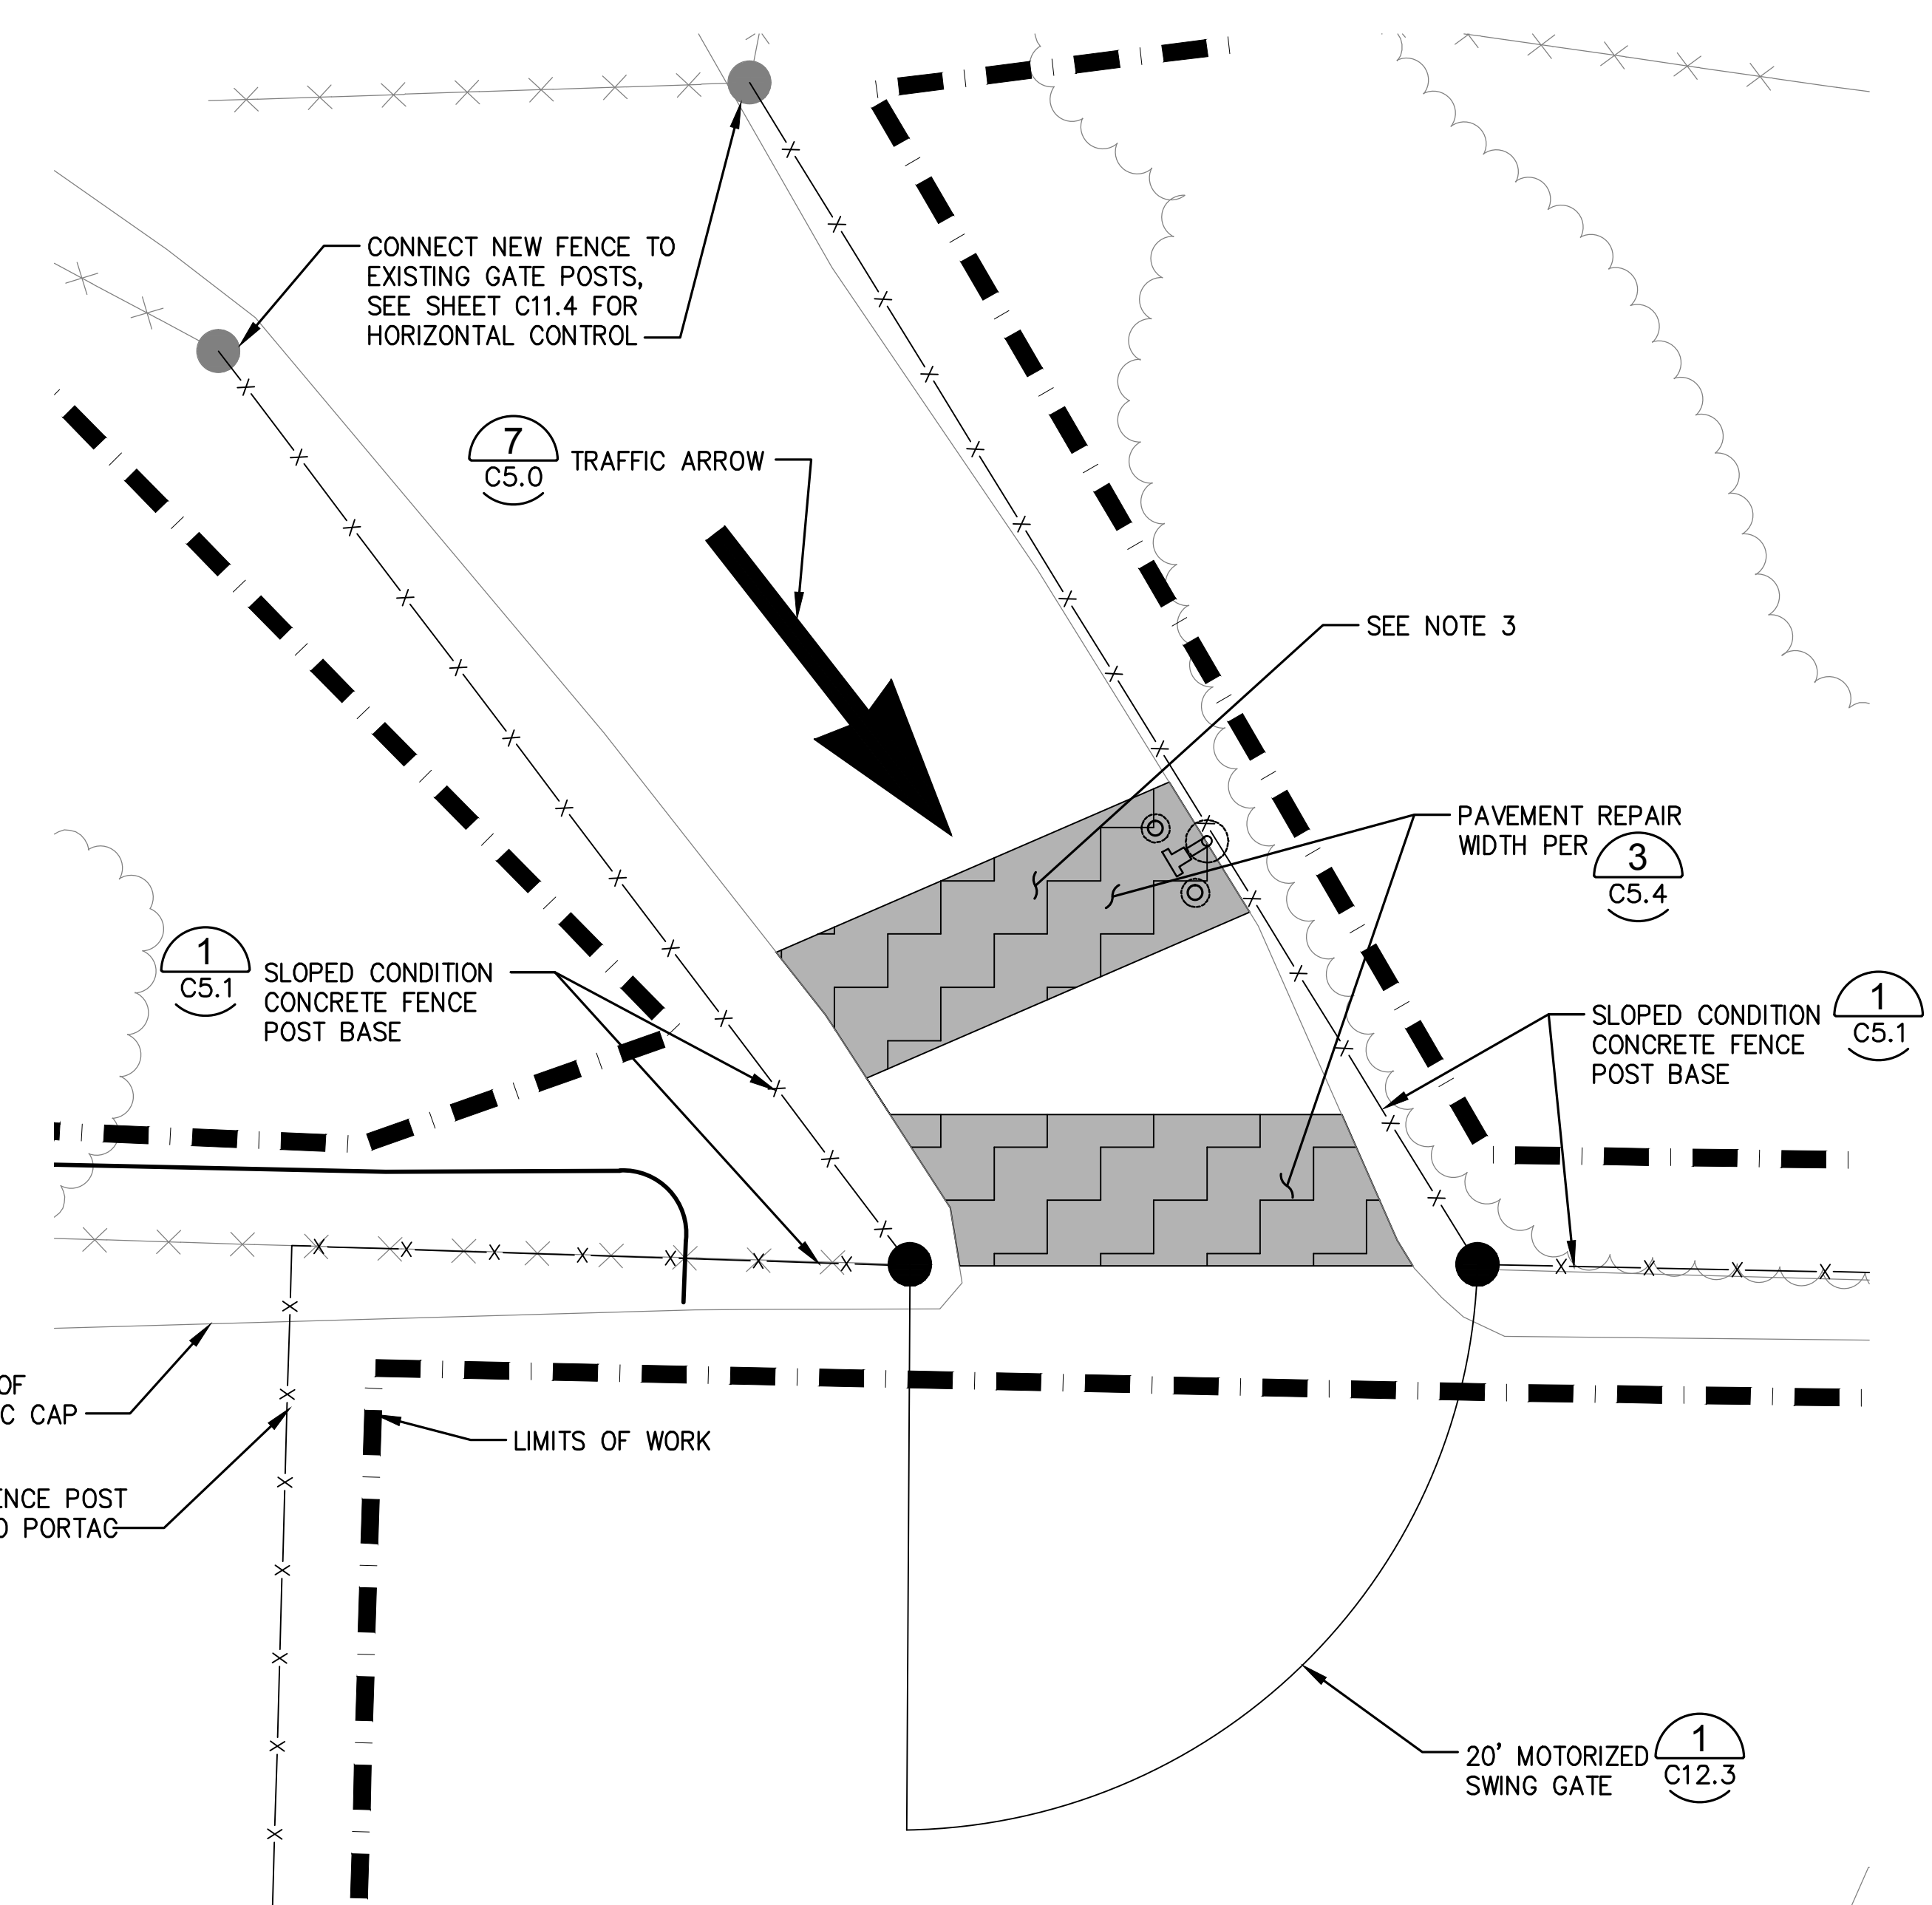 CONNECT NEW FENCE TO
EXISTING GATE POSTS,
SEE SHEET C11.4 FOR
HORIZONTAL CONTROL
7
C5.0
TRAFFIC ARROW
SEE NOTE 3
PAVEMENT REPAIR
WIDTH PER
3
C5.4
1
C5.1
SLOPED CONDITION
CONCRETE FENCE
POST BASE
SLOPED CONDITION
CONCRETE FENCE
POST BASE
1
C5.1
OF
C CAP
LIMITS OF WORK
ENCE POST
PORTAC
20' MOTORIZED
SWING GATE
1
C12.3